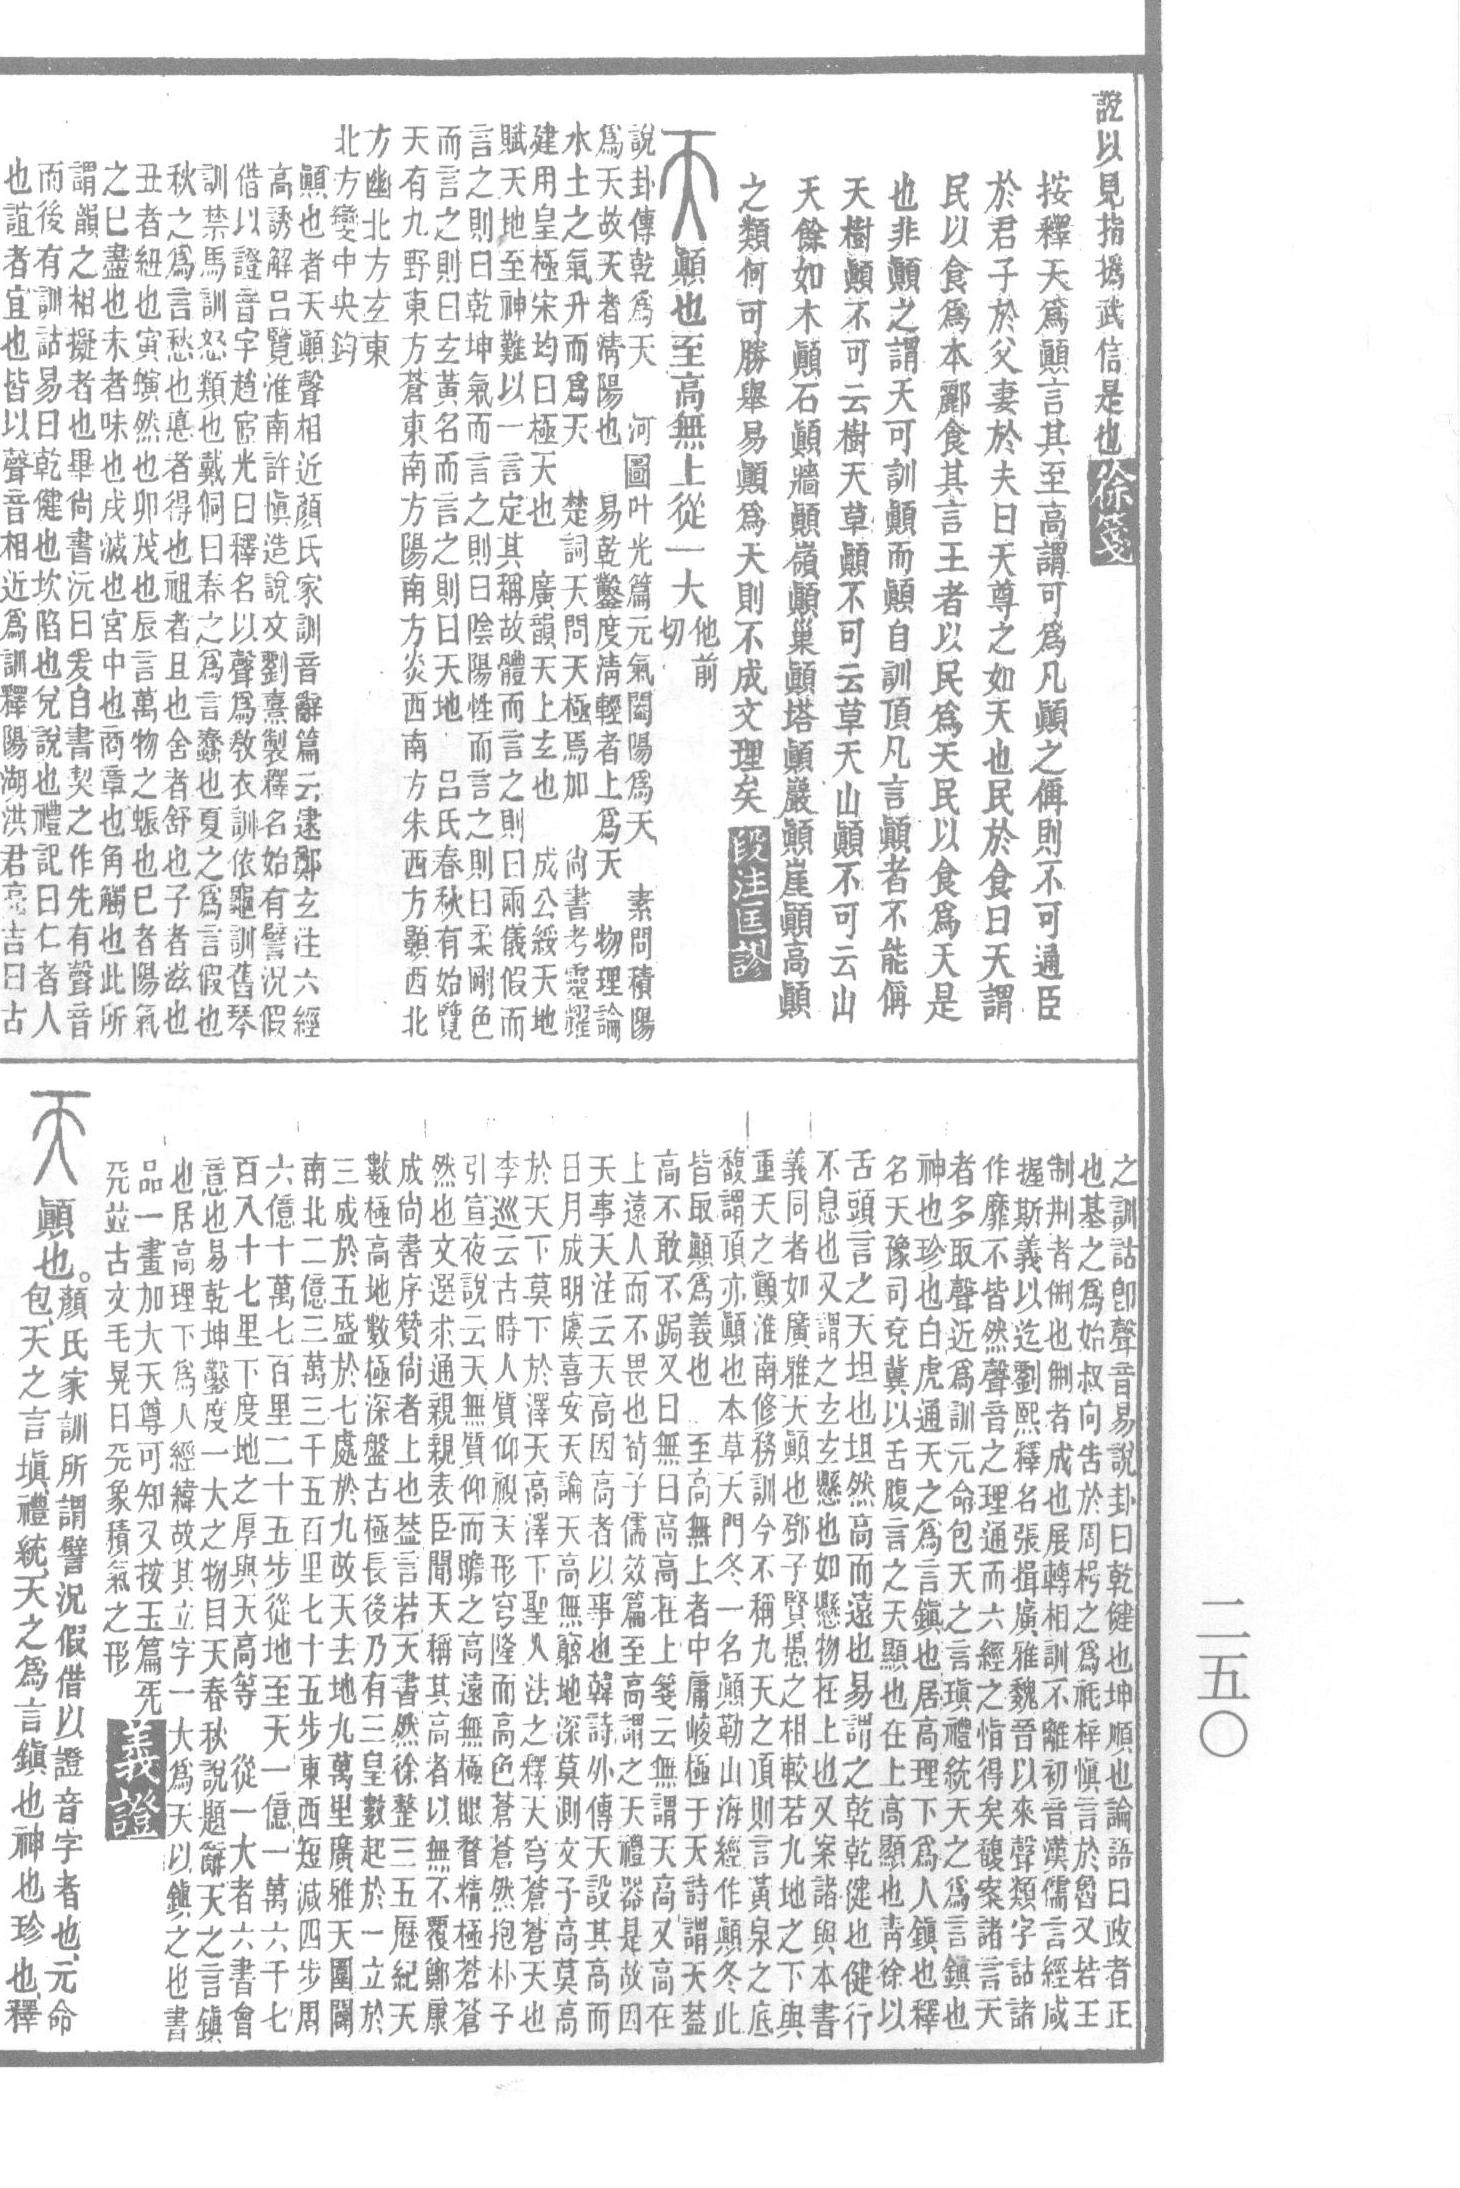 説以見指撝武信是也徐箋
按釋天爲顚言其至高謂可爲凡顚之偁則不可通臣
於君子於父妻於夫曰天尊之如天也民於食曰天謂
民以食爲本酈食其言王者以民爲天民以食爲天是
也非顚之謂天可訓顚而顚自訓頂凡言顚者不能偁
天樹顚不可云樹天草顚不可云草天山顚不可云山
天餘如木顚石顚牆顚嶺顚巢顚塔顚巖顚崖顚高顚
之類何可勝舉易顚爲天則不成文理矣段注匡謬
天顚也至高無上從一大他前切
說卦傳乾爲天　河圖叶光篇元氣闓陽爲天　素問積陽
爲天故天者淸陽也　易乾鑿度淸輕者上爲天　物理論
水土之氣升而爲天　楚詞天問天極焉加　尙書考靈耀
建用皇極宋均曰極天也　廣韻天上玄也　成公綏天地
賦天地至神難以一言定其稱故體而言之則曰兩儀假而
言之則曰乾坤氣而言之則曰陰陽性而言之則曰柔剛色
而言之則曰玄黃名而言之則曰天地　呂氏春秋有始覽
天有九野東方蒼東南方陽南方炎西南方朱西方顥西北
方幽北方玄東
北方變中央鈞
顚也者天顚聲相近顏氏家訓音辭篇云逮鄭玄注六經
高誘解呂覽淮南許愼造說文劉熹製釋名始有譬況假
借以證音字趙宧光曰釋名以聲爲敎衣訓依龜訓舊琴
訓禁馬訓怒類也戴侗曰春之爲言蠢也夏之爲言假也
秋之爲言愁也悳者得也祖者且也舍者舒也子者滋也
丑者紐也寅螾然也卯茂也辰言萬物之蜄也巳者陽氣
之巳盡也未者味也戌滅也宮中也商章也角觸也此所
謂韻之相擬者也畢尙書沅曰爰自書契之作先有聲音
而後有訓詁易曰乾健也坎陷也兌說也禮記曰仁者人
也誼者宜也皆以聲音相近爲訓釋陽湖洪君亮吉曰古
之訓詁卽聲音易說卦曰乾健也坤順也論語曰政者正
也基之爲始叔向告於周枵之爲秏梓愼言於魯又若王
制荆者侀也侀者成也展轉相訓不離初音漢儒言經咸
握斯義以迄劉熙釋名張揖廣雅魏晉以來聲類字詁諸
作靡不皆然聲音之理通而六經之恉得矣馥案諸言天
者多取聲近爲訓元命包天之言瑱禮統天之爲言鎭也
神也珍也白虎通天之爲言鎭也居高理下爲人鎭也釋
名天豫司兗冀以舌腹言之天顯也在上高顯也靑徐以
舌頭言之天坦也坦然高而遠也易謂之乾乾健也健行
不息也又謂之玄玄懸也如懸物在上也又案諸與本書
義同者如廣雅天顚也鄧子賢愚之相較若九地之下與
重天之顚淮南修務訓今不稱九天之頂則言黃泉之底
馥謂頂亦顚也本草天門冬一名顚勒山海經作顚冬此
皆取顚爲義也　至高無上者中庸峻極于天詩謂天蓋
高不敢不跼又曰無曰高高在上箋云無謂天高又高在
上遠人而不畏也荀子儒效篇至高謂之天禮器是故因
天事天注云天高因高者以事也韓詩外傳天設其高而
日月成明虞喜安天論天高無窮地深莫測文子高莫高
於天下莫下於澤天高澤下聖人法之釋天穹蒼蒼天也
李巡云古時人質仰視天形穹隆而高色蒼蒼然抱朴子
引宣夜說云天無質仰而瞻之高遠無極眼瞀精極蒼蒼
然也文選求通親親表臣聞天稱其高者以無不覆鄭康
成尙書序贊尙者上也蓋言若天書然徐整三五厤紀天
數極高地數極深盤古極長後乃有三皇數起於一立於
三成於五盛於七處於九故天去地九萬里廣雅天圍闊
南北二億三萬三千五百里七十五步東西短減四步周
六億十萬七百里二十五步從地至天一億一萬六千七
百八十七里下度地之厚與天高等　從一大者六書會
意也易乾坤鑿度一大之物目天春秋說題辭天之言鎭
也居高理下爲人經緯故其立字一大爲天以鎭之也書
品一畫加大天尊可知又按玉篇兂
兂竝古文毛晃曰兂象積氣之形義證
天顚也。顏氏家訓所謂譬況假借以證音字者也、元命
包、天之言瑱、禮統、天之爲言鎭也神也珍也、釋
二五〇